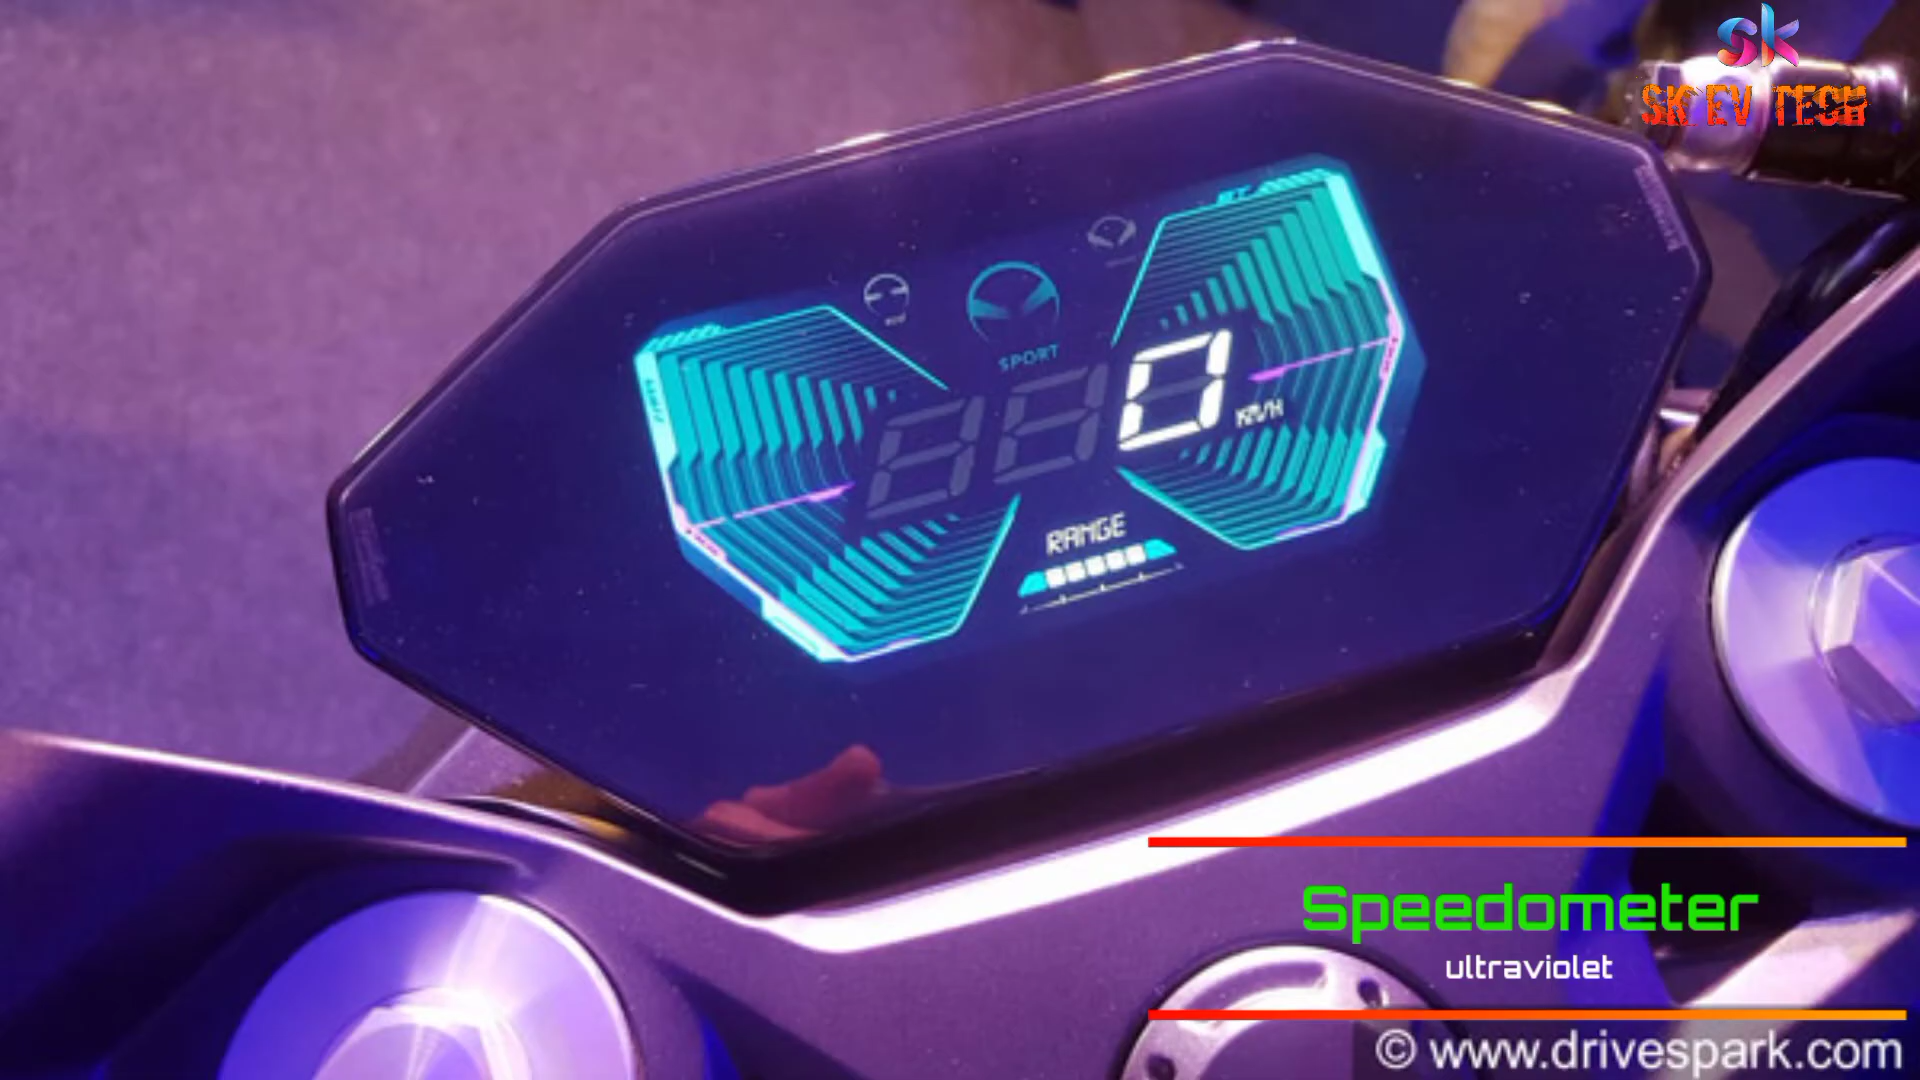 sk
SK EV TECH
SPORT
0
KM/H
RANGE
Speedometer
ultraviolet
© www.drivespark.com